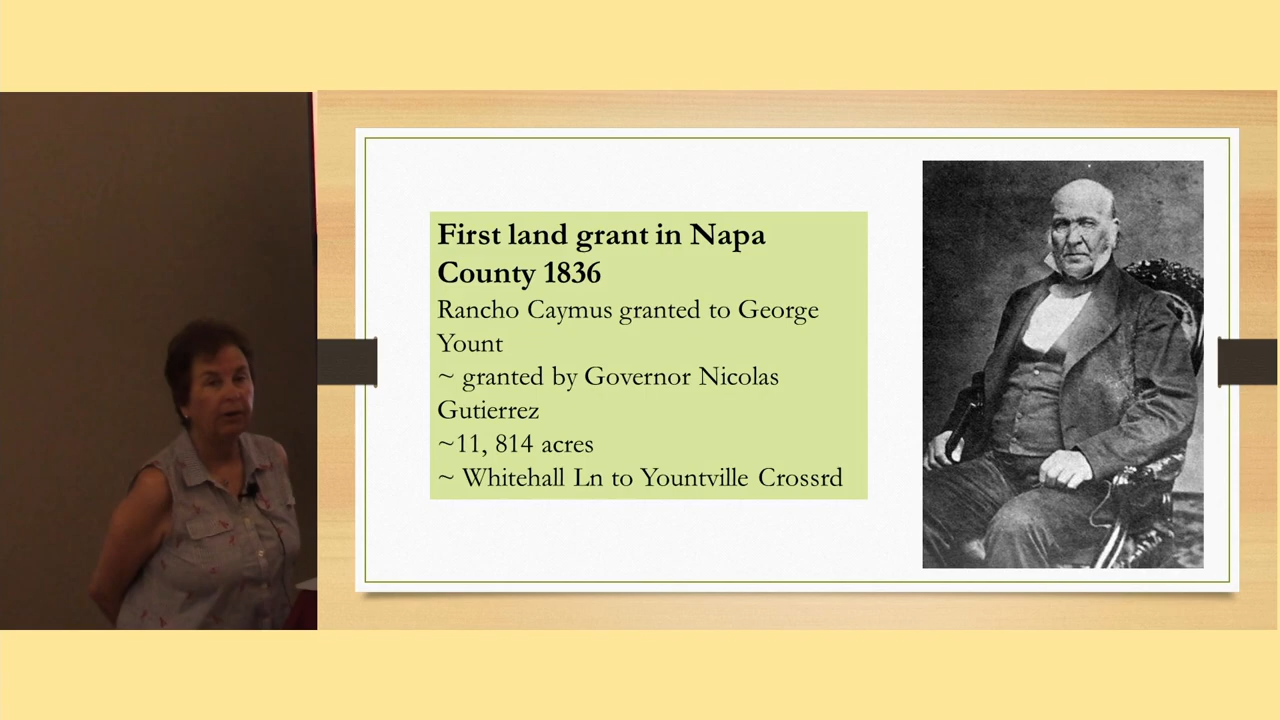 First land grant in Napa
County 1836
Rancho Caymus granted to George
Yount
~ granted by Governor Nicolas
Gutierrez
~11, 814 acres
~ Whitehall Ln to Yountville Crossrd